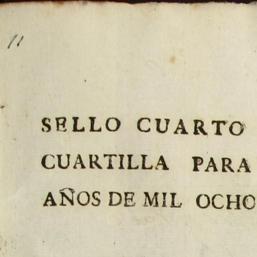 11
SELLO CUARTO
CUARTILLA PARA
AÑOS DE MIL OCHO